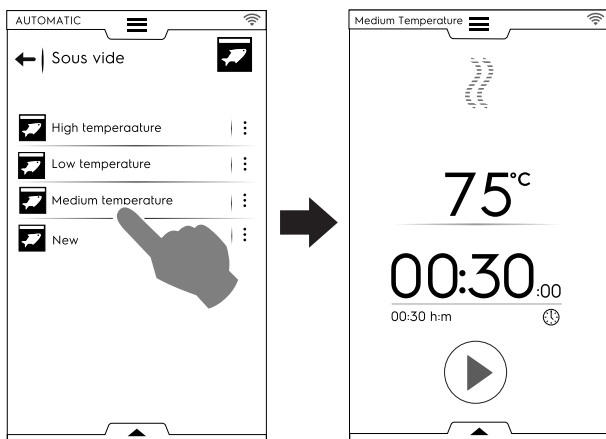 AUTOMATIC
Sous vide
High temperaature
Low temperature
Medium temperature
New
Medium Temperature
75°C
00:30:00
00:30 h:m